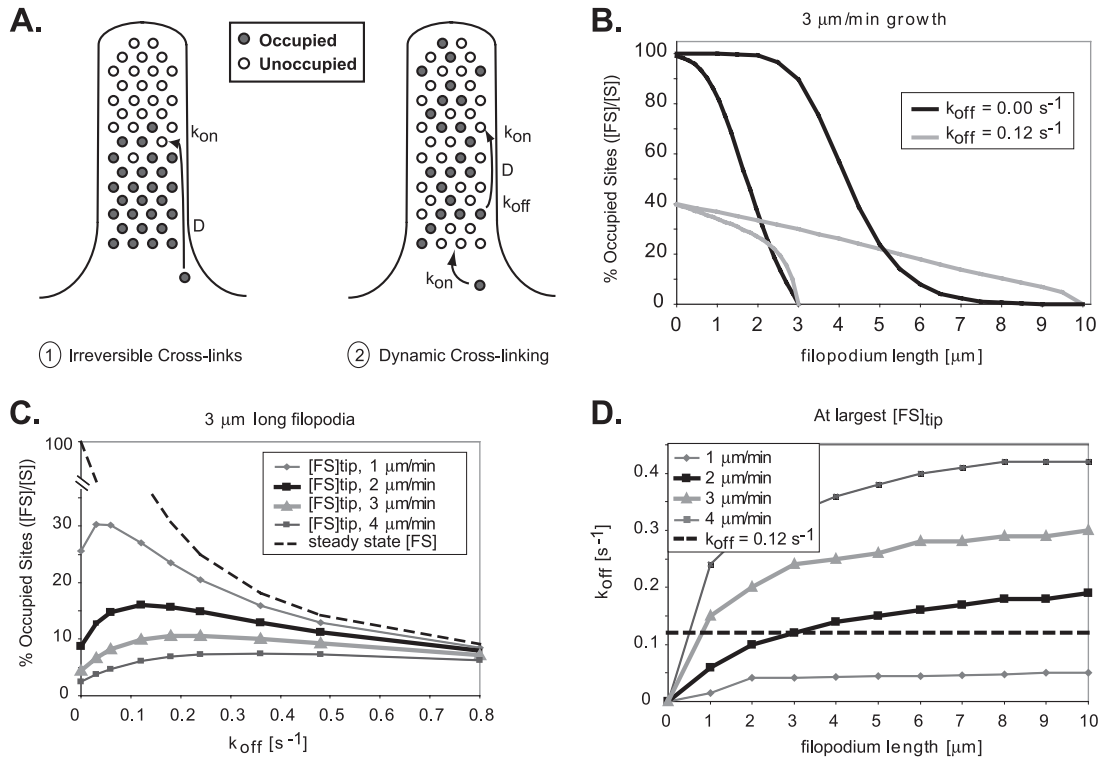 A.
Occupied
Unoccupied
kon
D
kon
D
koff
kon
1 Irreversible Cross-links
2 Dynamic Cross-linking
B.
3 μm/min growth
% Occupied Sites ([FS]/[S])
100
80
60
40
20
0
koff = 0.00 s-1
koff = 0.12 s-1
0 1 2 3 4 5 6 7 8 9 10
filopodium length [μm]
C.
3 μm long filopodia
% Occupied Sites ([FS]/[S])
100
30
20
10
0
[FS]tip, 1 μm/min
[FS]tip, 2 μm/min
[FS]tip, 3 μm/min
[FS]tip, 4 μm/min
steady state [FS]
0 0.1 0.2 0.3 0.4 0.5 0.6 0.7 0.8
koff [s-1]
D.
At largest [FS]tip
koff [s-1]
0.4
0.3
0.2
0.1
0
1 μm/min
2 μm/min
3 μm/min
4 μm/min
koff = 0.12 s-1
0 1 2 3 4 5 6 7 8 9 10
filopodium length [μm]